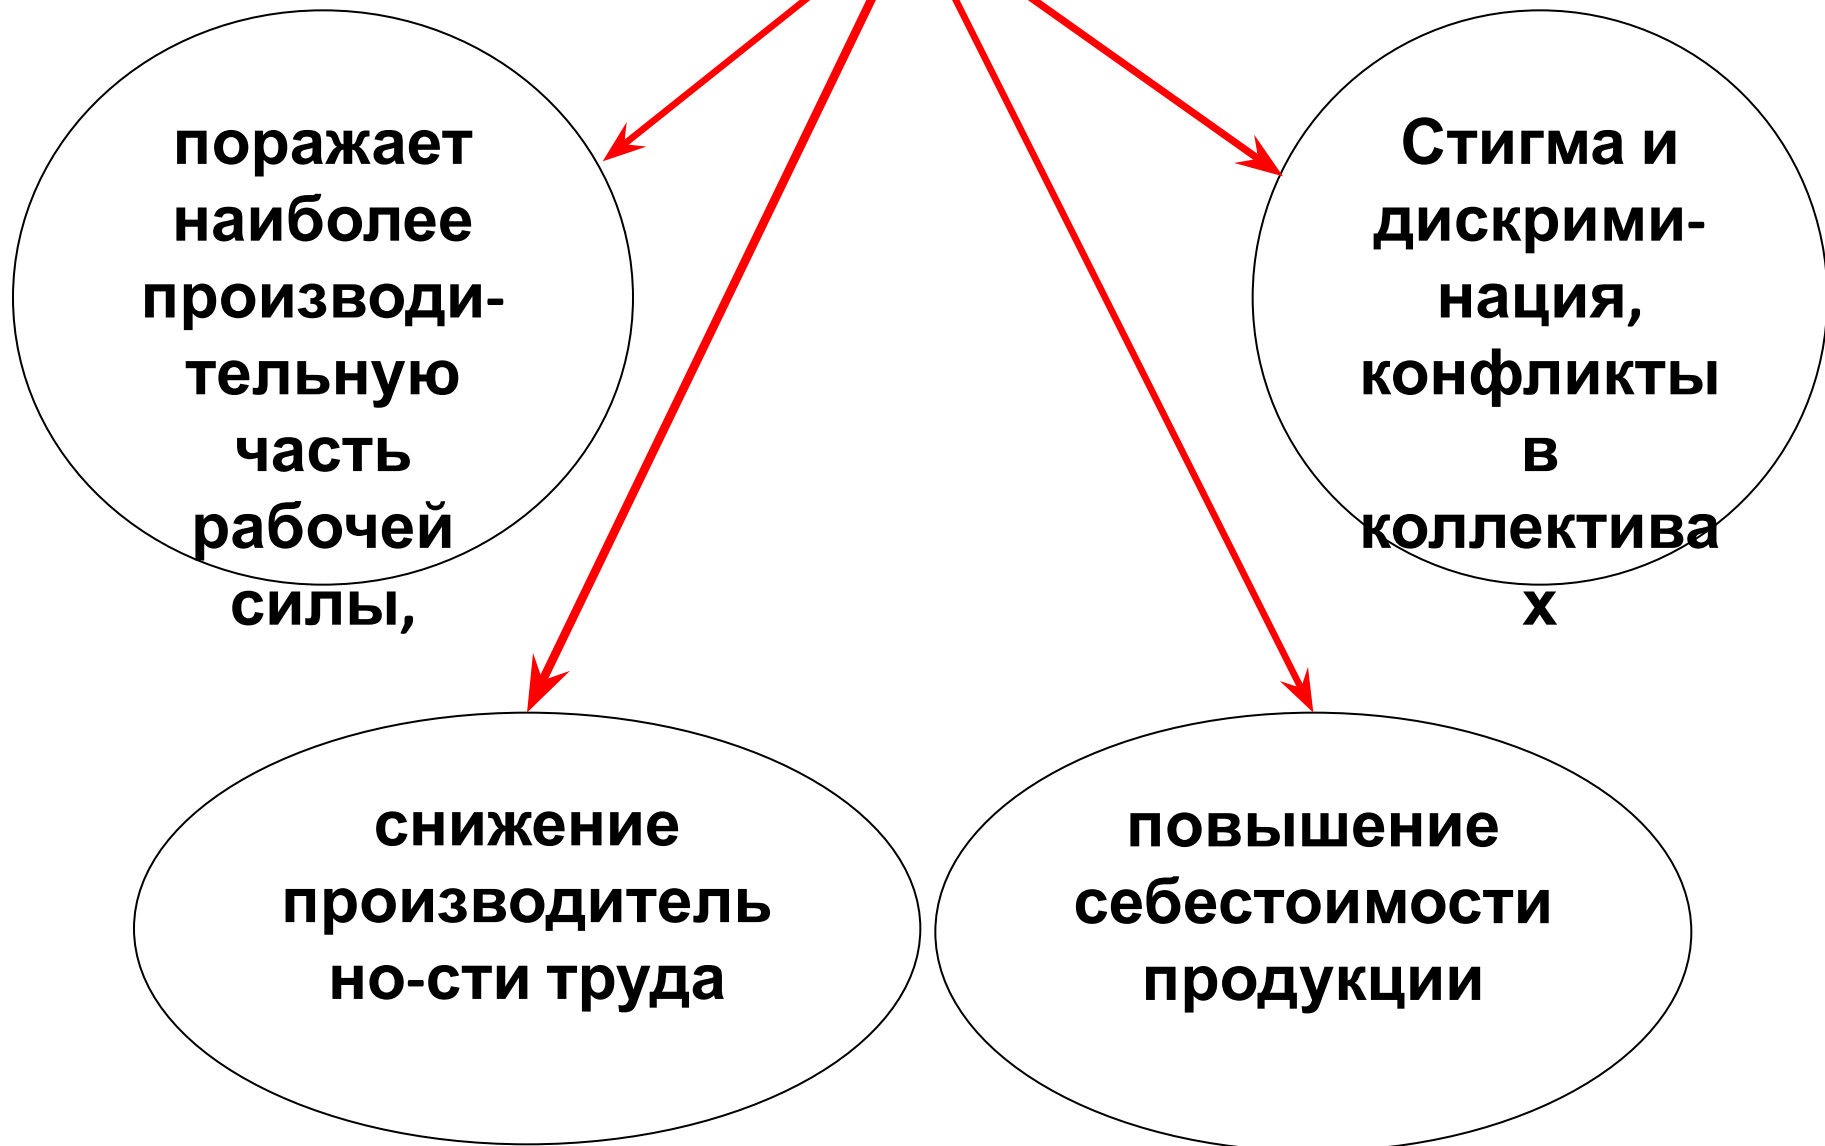 поражает
наиболее
производи-
тельную
часть
рабочей
силы,
Стигма и
дискрими-
нация,
конфликты
в
коллектива
х
снижение
производитель
но-сти труда
повышение
себестоимости
продукции